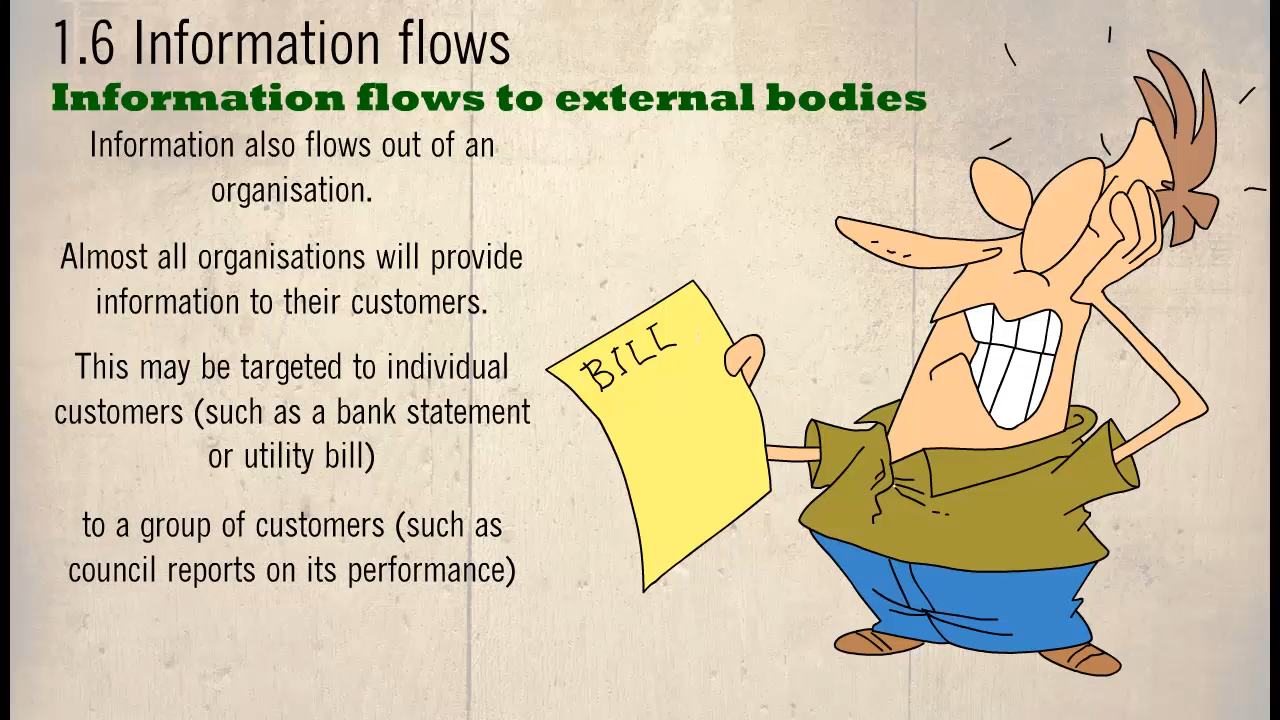 1.6 Information flows
Information flows to external bodies
Information also flows out of an
organisation.
Almost all organisations will provide
information to their customers.
This may be targeted to individual
customers (such as a bank statement
or utility bill)
to a group of customers (such as
council reports on its performance)
BILL